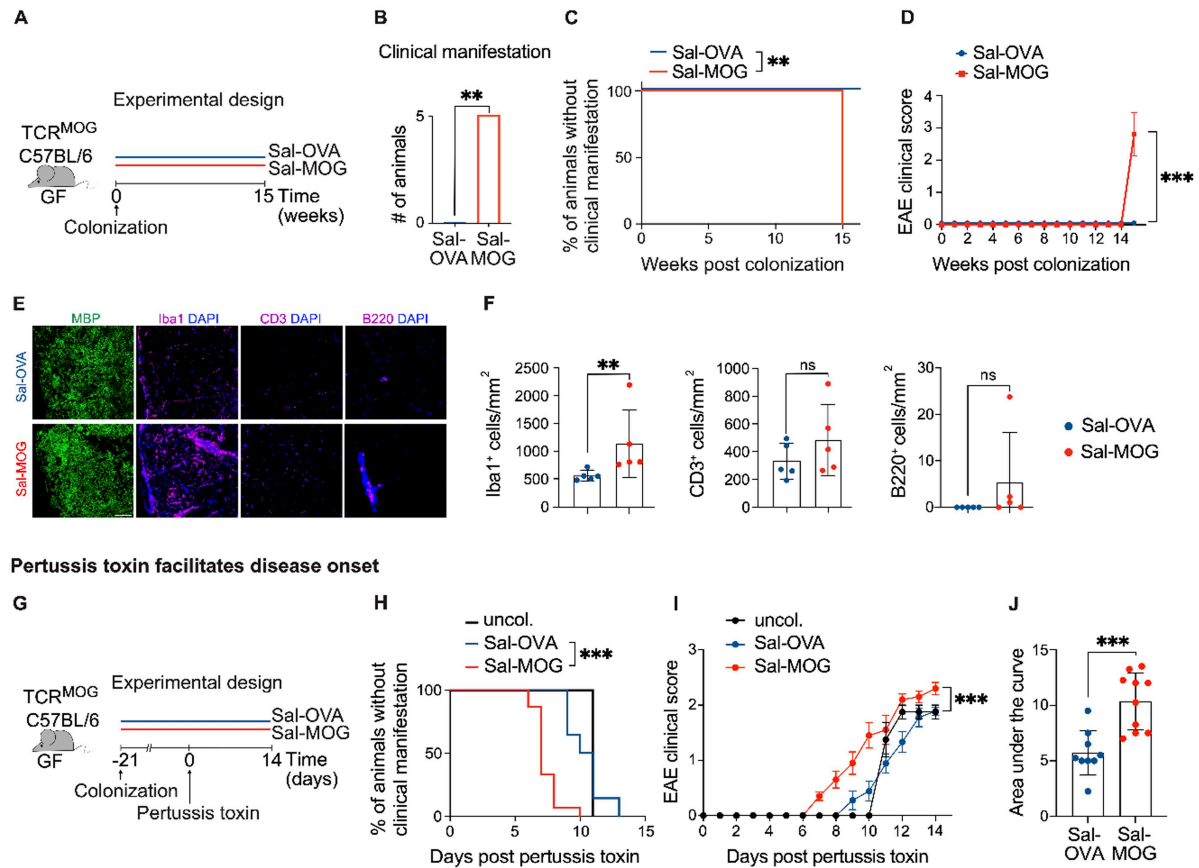 A
Experimental design
TCRMOG
C57BL/6
GF
Sal-OVA
Sal-MOG
0
15
Time
(weeks)
Colonization
B
Clinical manifestation
**
# of animals
5
0
Sal-
OVA
Sal-
MOG
C
Sal-OVA
Sal-MOG
**
% of animals without
clinical manifestation
100
50
0
0 5 10 15
Weeks post colonization
D
Sal-OVA
Sal-MOG
EAE clinical score
4
3
2
1
0
***
0 2 4 6 8 10 12 14
Weeks post colonization
E
MBP
Iba1 DAPI
CD3 DAPI
B220 DAPI
Sal-OVA
Sal-MOG
F
Iba1+ cells/mm2
2500
2000
1500
1000
500
0
**
CD3+ cells/mm2
1000
800
600
400
200
0
ns
B220+ cells/mm2
30
20
10
0
ns
Sal-OVA
Sal-MOG
Pertussis toxin facilitates disease onset
G
Experimental design
TCRMOG
C57BL/6
GF
Sal-OVA
Sal-MOG
-21
0
14
Time
(days)
Colonization
Pertussis toxin
H
uncol.
Sal-OVA
Sal-MOG
***
% of animals without
clinical manifestation
100
50
0
0 5 10 15
Days post pertussis toxin
I
uncol.
Sal-OVA
Sal-MOG
EAE clinical score
3
2
1
0
***
0 2 4 6 8 10 12 14
Days post pertussis toxin
J
***
Area under the curve
15
10
5
0
Sal-
OVA
Sal-
MOG